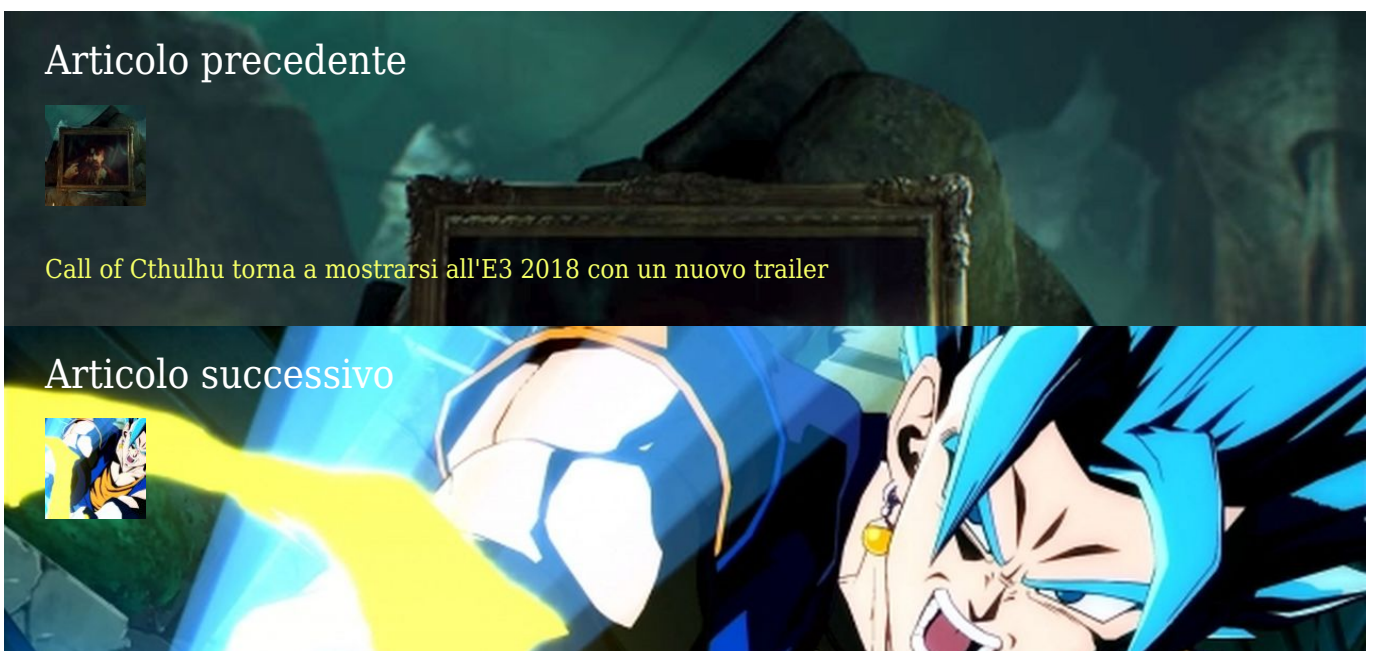 Articolo precedente
Call of Cthulhu torna a mostrarsi all'E3 2018 con un nuovo trailer
Articolo successivo